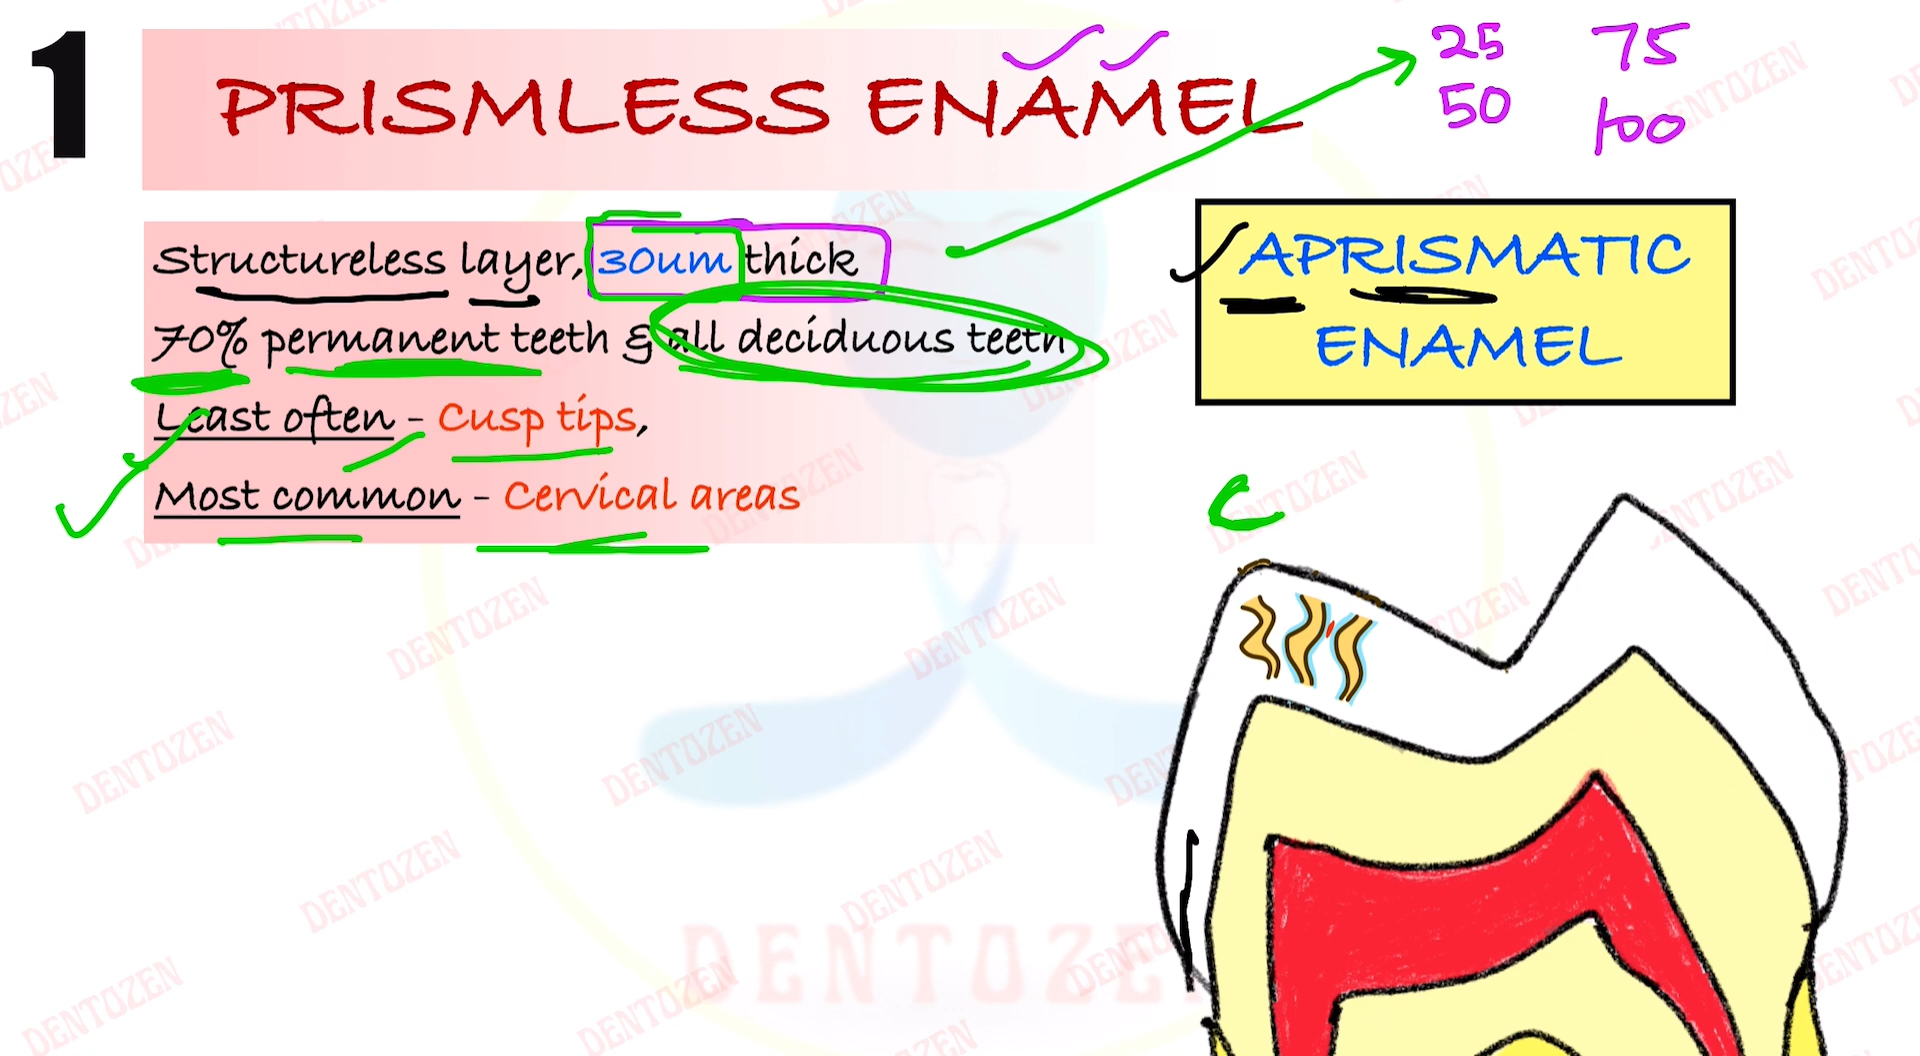 1
PRISMLESS ENAMEL
25 75
50 100
Structureless layer, 30um thick
70% permanent teeth & all deciduous teeth
Least often - Cusp tips,
Most common - Cervical areas
APRISMATIC
ENAMEL
C
DENTOZEN